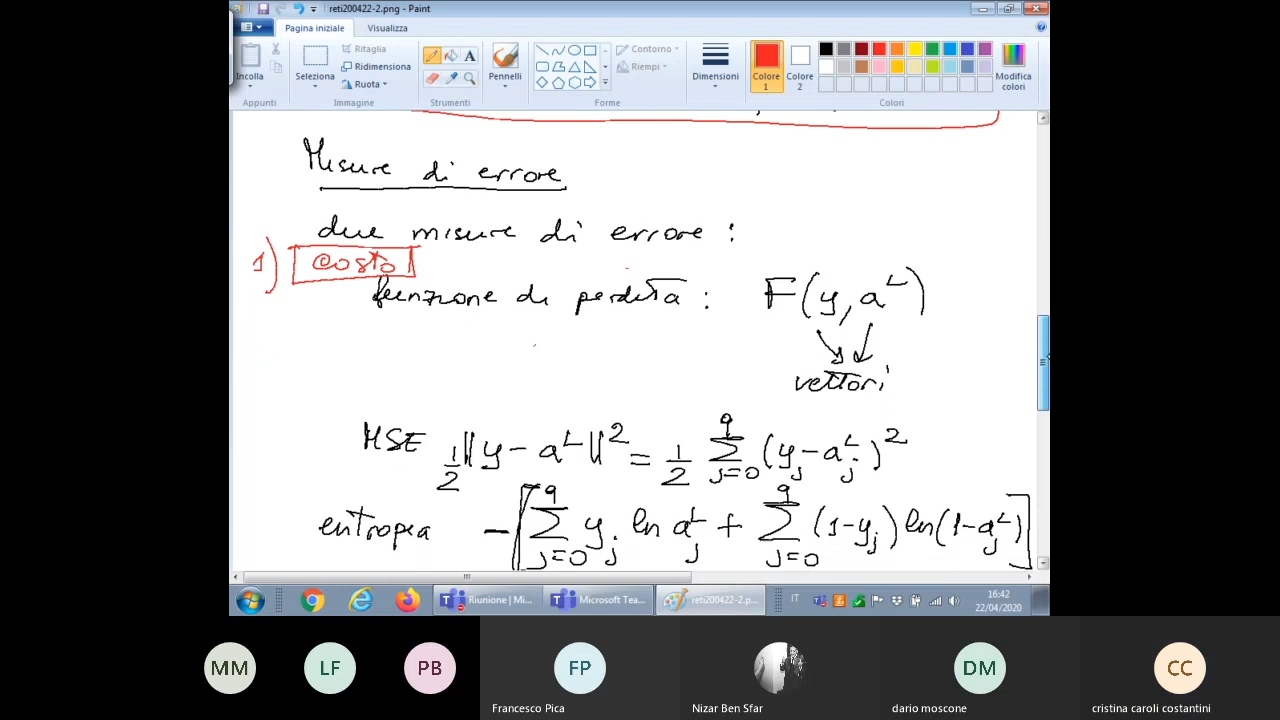 reti200422-2.png - Paint
Pagina iniziale
Visualizza
Incolla
Seleziona
Ritaglia
Ridimensiona
Ruota
Pennelli
Contorno
Riempi
Dimensioni
Colore 1
Colore 2
Modifica colori
Appunti
Immagine
Strumenti
Forme
Colori
Misure di errore
due misure di errore :
1) costo
funzione di perdita : F(y, a^L)
vettori
MSE 1/2 ||y - a^L||^2 = 1/2 Σ_{j=0}^{9} (y_j - a_j^L)^2
entropia -[Σ_{j=0}^{9} y_j ln a_j^L + Σ_{j=0}^{9} (1-y_j) ln(1-a_j^L)]
Riunione | Mi...
Microsoft Tea...
reti200422-2.p...
IT
16:42
22/04/2020
MM
LF
PB
FP
DM
CC
Francesco Pica
Nizar Ben Sfar
dario moscone
cristina caroli costantini